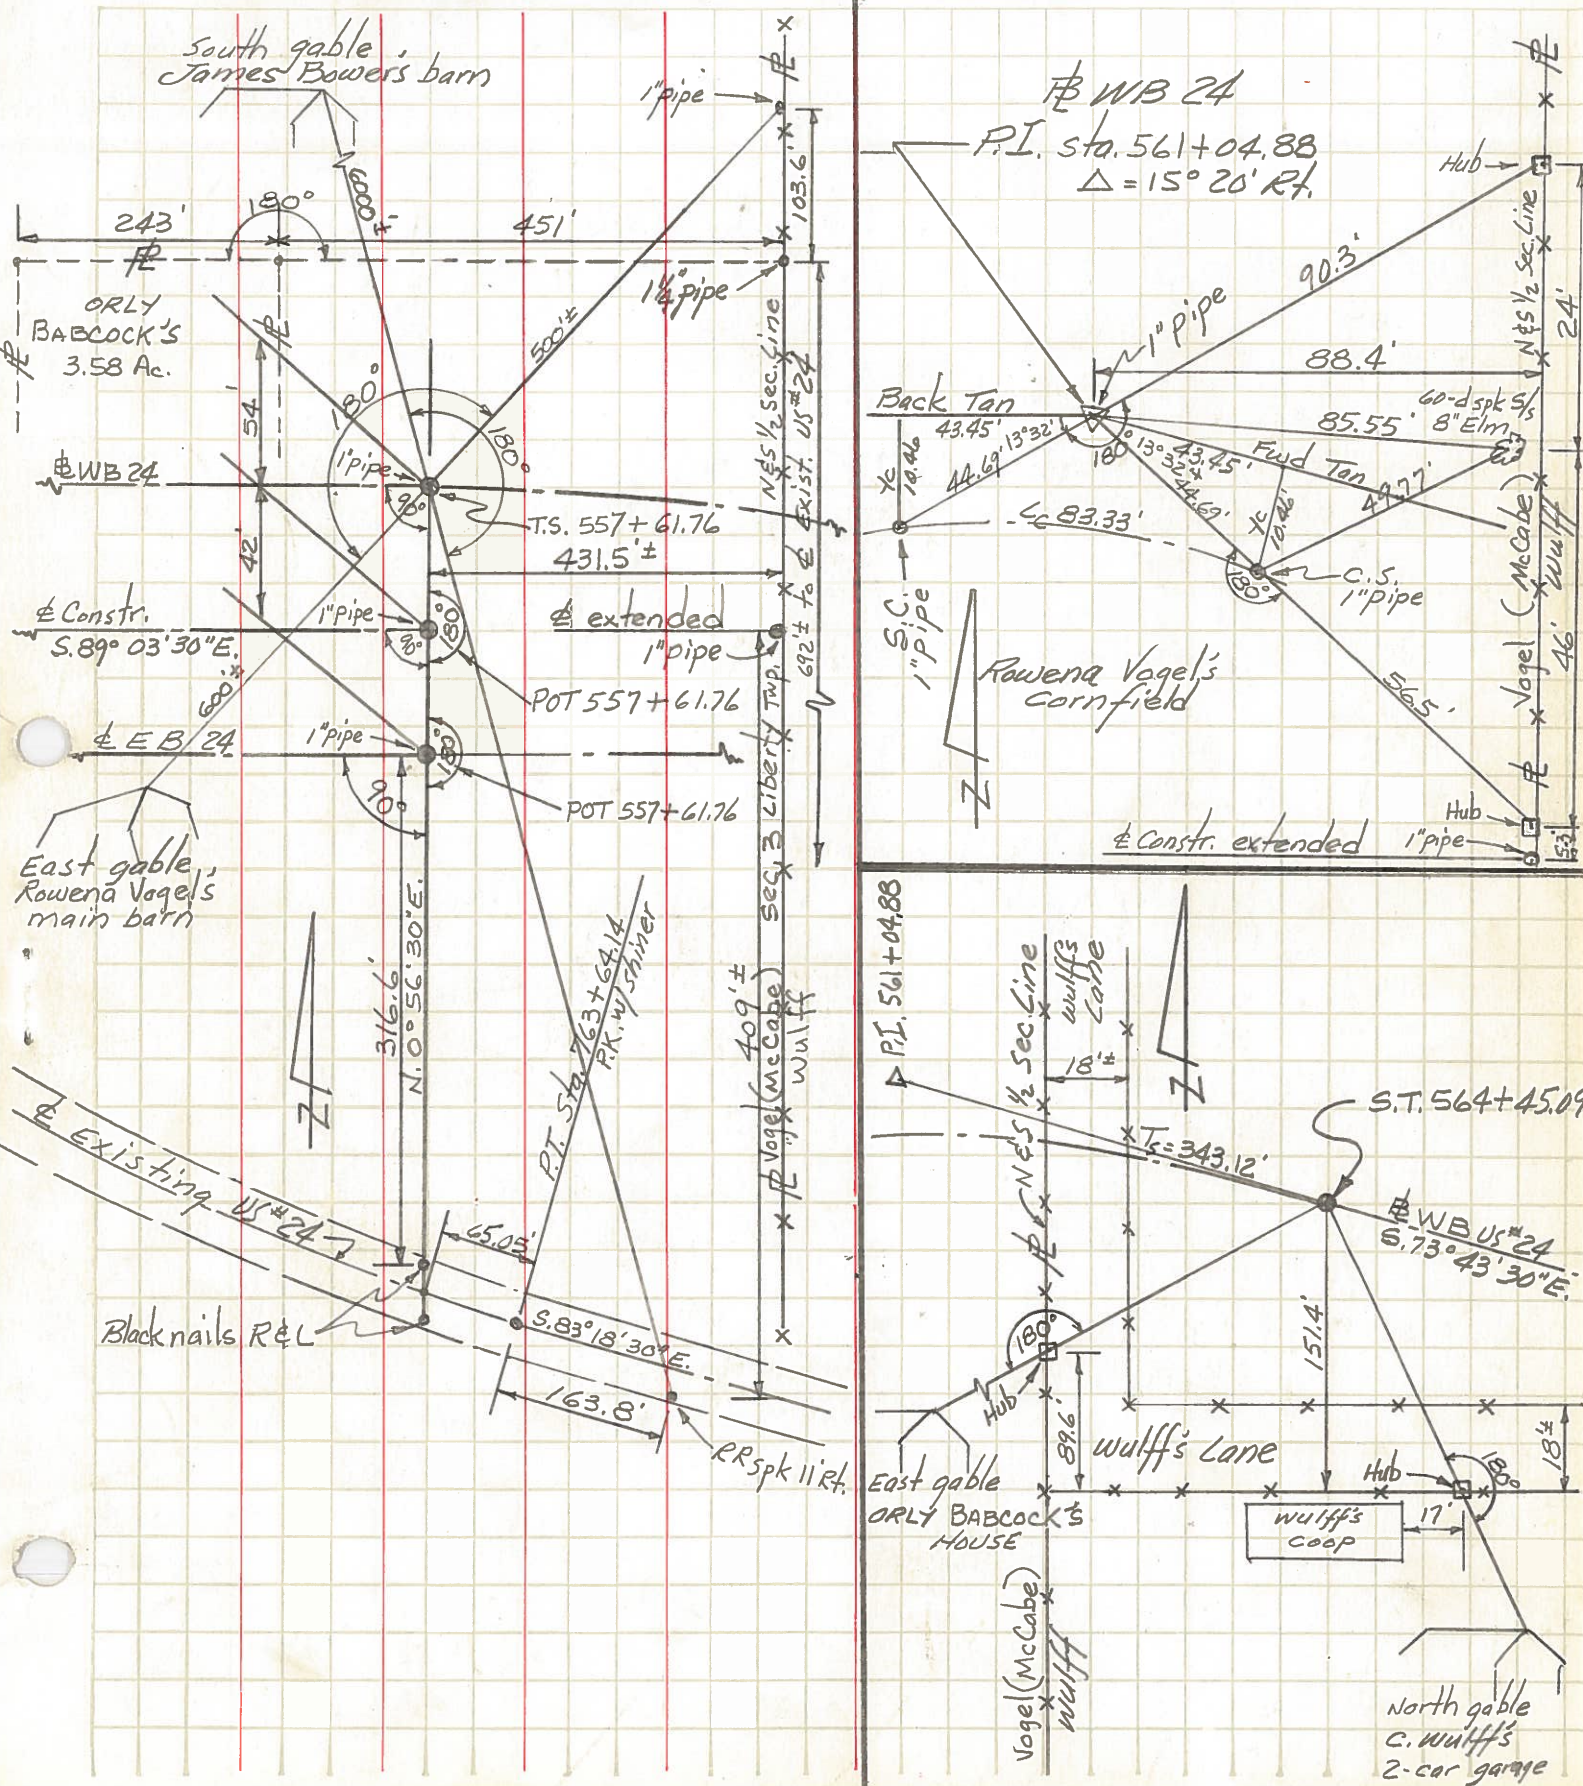 South gable
James Bower's barn
1" pipe
P̶L̶
103.6'
180°
6000'±
243'
451'
P̶L̶
1¼" pipe
ORLY
BABCOCK'S
3.58 Ac.
P̶L̶
P̶L̶
500'±
N&S ½ Sec. Line
692'± to ℄ Exist. US #24
54'
180°
180°
1" pipe
90°
℄ WB 24
T.S. 557+61.76
431.5'±
42'
℄ Constr.
S. 89° 03' 30" E.
1" pipe
90°
180°
℄ extended
1" pipe
600'±
POT 557+61.76
℄ E B 24
1" pipe
180°
90°
POT 557+61.76
East gable
Rowena Vogel's
main barn
Sec. 3 Liberty Twp.
316.6'
N. 0° 56' 30" E.
N
P.T. Sta. 763+64.14
P.K. w/ shiner
409'±
P̶L̶ Vogel (McCabe)
Wulff
℄ Existing US #24
65.05'
Black nails R&L
S. 83° 18' 30" E.
163.8'
RR spk 11' Rt.
℄ WB 24
P.I. sta. 561+04.88
Δ = 15° 20' Rt.
Hub
P̶L̶
N&S ½ Sec. Line
90.3'
24'
1" pipe
88.4'
Back Tan
43.45'
13°32'
60-d spk S/s
8" Elm
85.55'
180°
13°32'±
43.45'
Fwd Tan
Xc
10.46'
44.69'
44.69'
Xc
10.46'
49.77'
Lc 83.33'
180°
C.S.
1" pipe
S.C.
1" Pipe
N
Rowena Vogel's
Cornfield
56.5'
Vogel (McCabe)
Wulff
46'
P̶L̶
Hub
℄ Constr. extended
1" pipe
5.3'
P.I. 561+04.88
N&S ½ Sec. Line
P̶L̶
Wulff's
Lane
18'±
N
S.T. 564+45.09
Ts = 343.12'
℄ WB US #24
S. 73° 43' 30" E.
180°
Hub
151.4'
89.6'
Wulff's Lane
18'±
East gable
ORLY BABCOCK'S
HOUSE
Hub
180°
Wulff's
COOP
17'
Vogel (McCabe)
Wulff
North gable
C. Wulff's
2-car garage